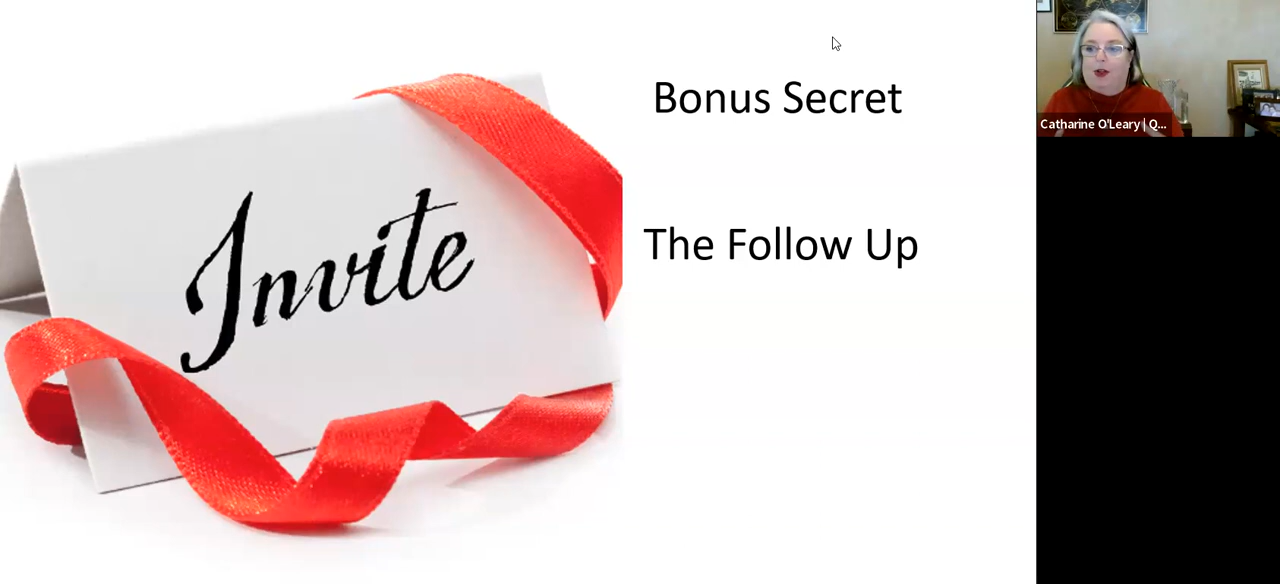 Invite
Bonus Secret
The Follow Up
Catharine O'Leary | Q...